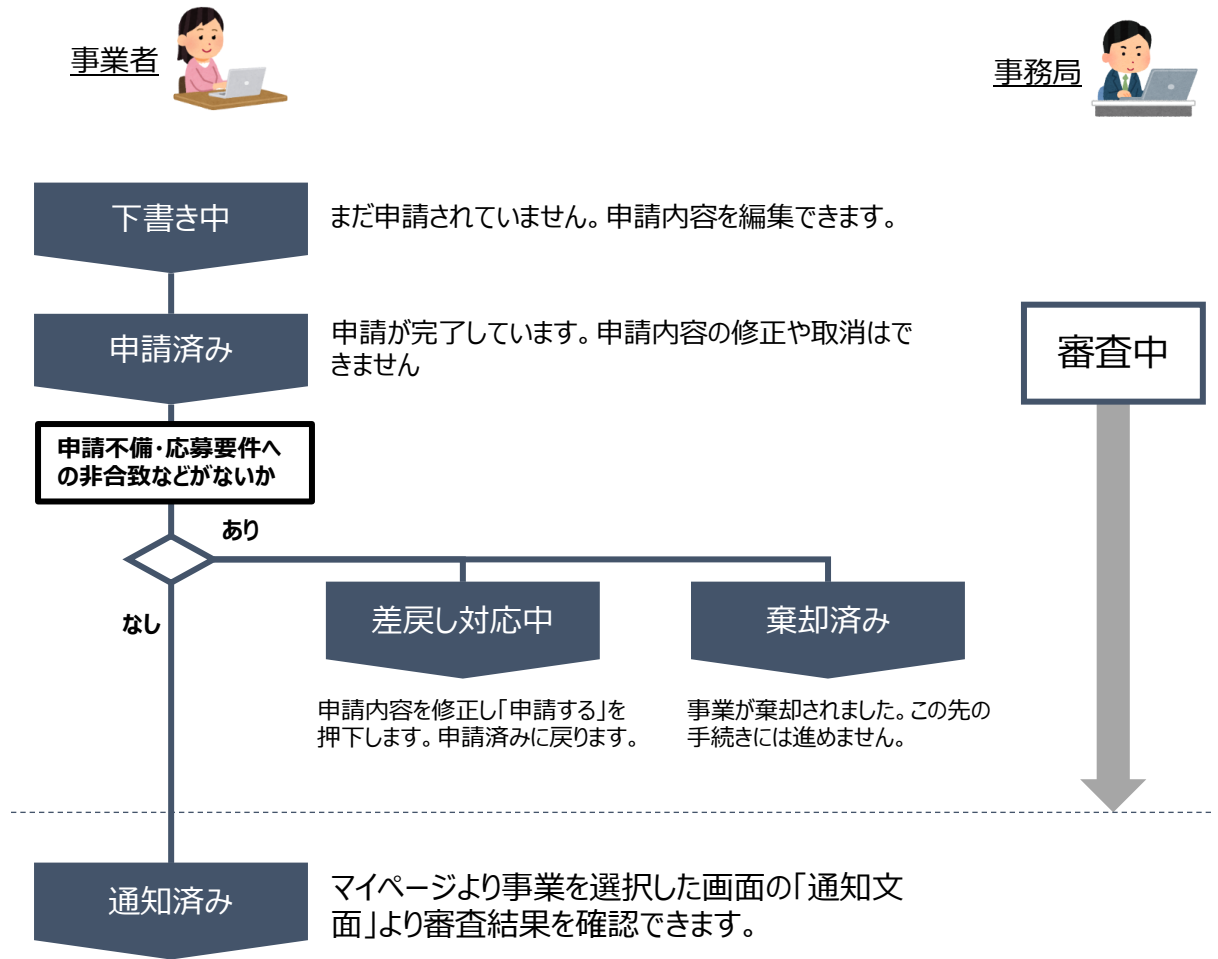 事業者
事務局
下書き中
まだ申請されていません。申請内容を編集できます。
申請済み
申請が完了しています。申請内容の修正や取消はで
きません
審査中
申請不備・応募要件へ
の非合致などがないか
あり
なし
差戻し対応中
棄却済み
申請内容を修正し「申請する」を
押下します。申請済みに戻ります。
事業が棄却されました。この先の
手続きには進めません。
通知済み
マイページより事業を選択した画面の「通知文
面」より審査結果を確認できます。